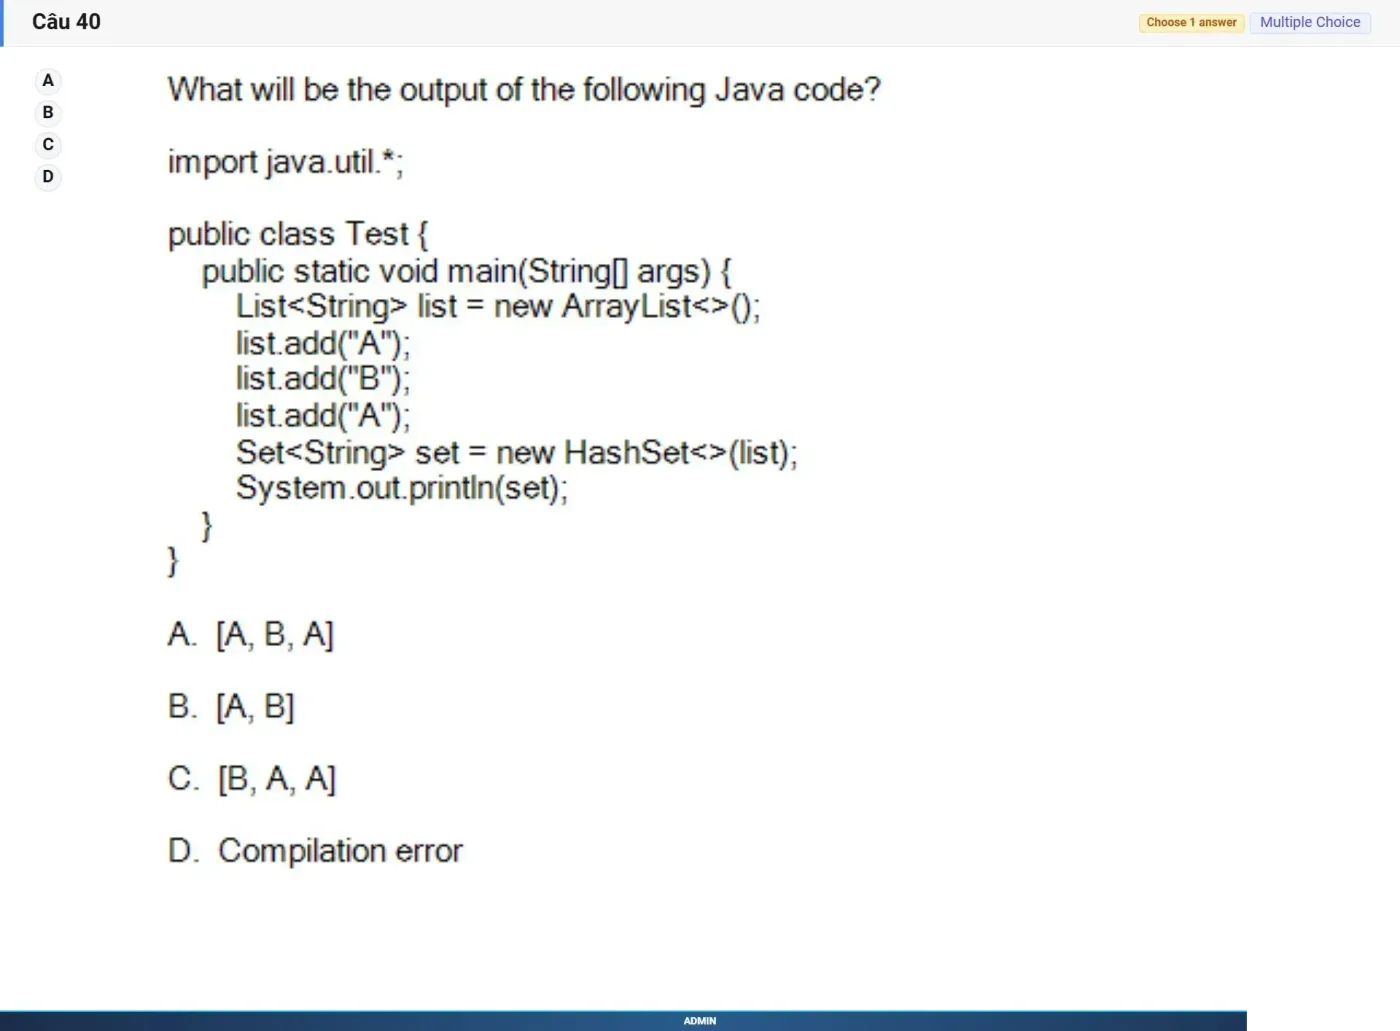 Câu 40
Choose 1 answer
Multiple Choice
A
B
C
D
What will be the output of the following Java code?
import java.util.*;
public class Test {
public static void main(String[] args) {
List<String> list = new ArrayList<>();
list.add("A");
list.add("B");
list.add("A");
Set<String> set = new HashSet<>(list);
System.out.println(set);
}
}
A. [A, B, A]
B. [A, B]
C. [B, A, A]
D. Compilation error
ADMIN